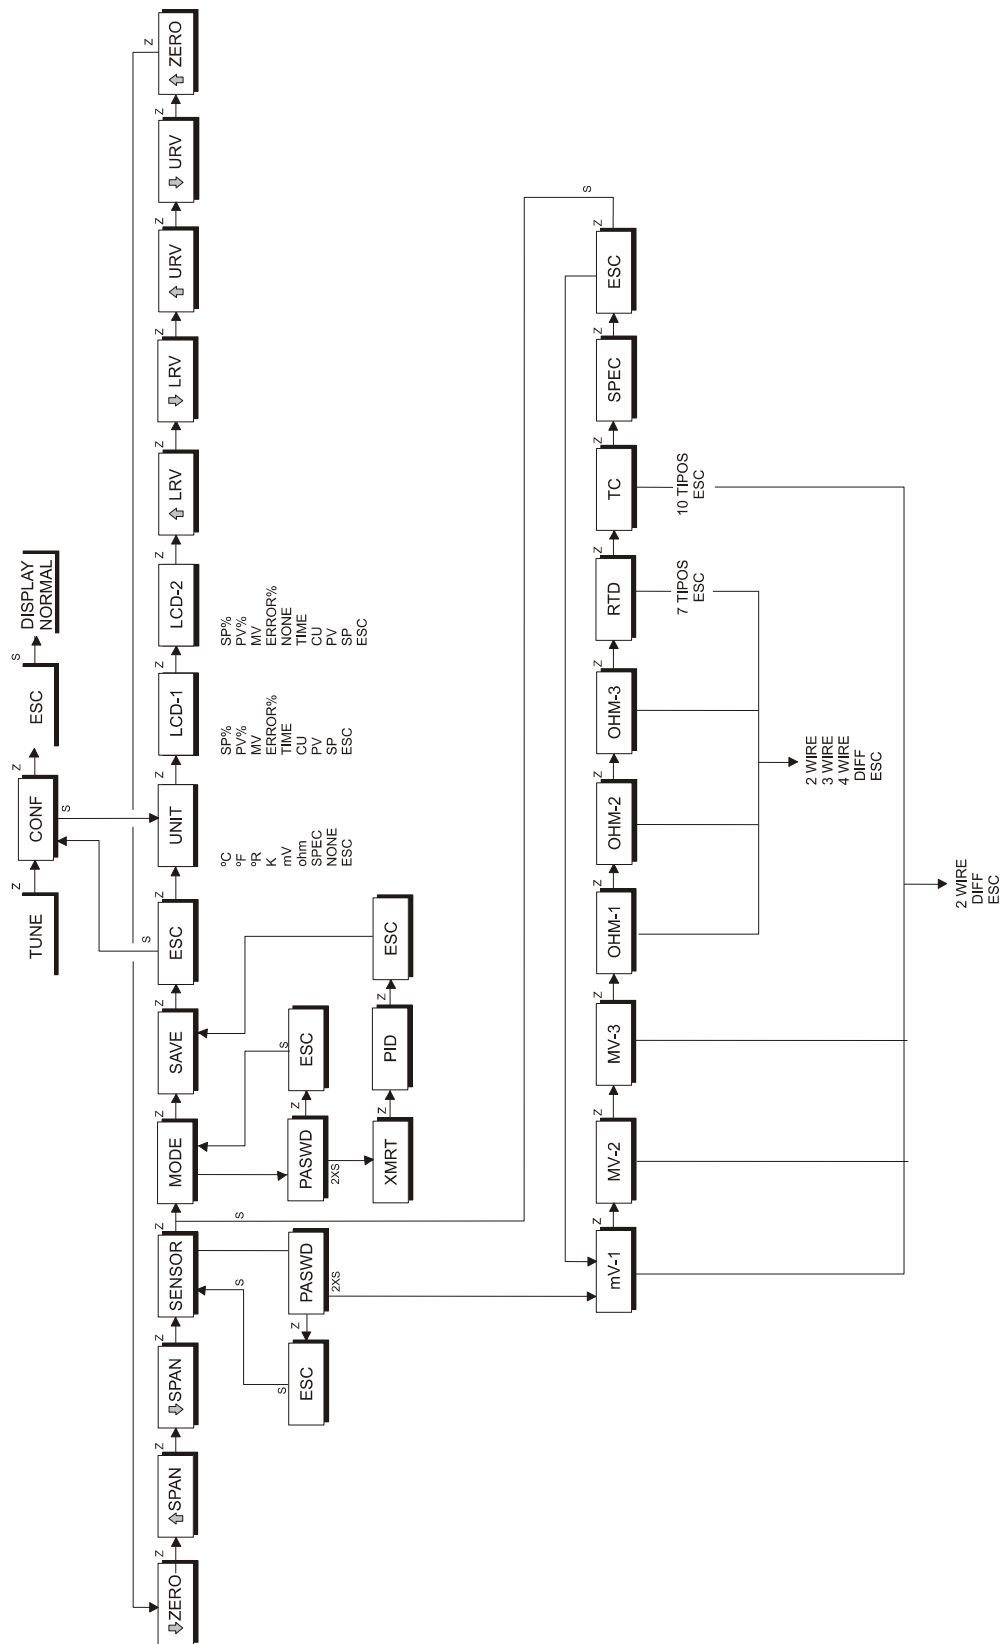 TUNE
Z
CONF
Z
ESC
S
DISPLAY
NORMAL
S
S
ZERO
Z
SPAN
Z
SPAN
Z
SENSOR
Z
MODE
Z
SAVE
Z
ESC
Z
UNIT
Z
LCD-1
Z
LCD-2
Z
LRV
Z
LRV
Z
URV
Z
URV
Z
ZERO
Z
ºC
ºF
ºR
K
mV
ohm
SPEC
NONE
ESC
SP%
PV%
MV
ERROR%
TIME
CU
PV
SP
ESC
SP%
PV%
MV
ERROR%
NONE
TIME
CU
PV
SP
ESC
S
S
ESC
S
Z
PASWD
2XS
PASWD
Z
2XS
ESC
S
XMRT
Z
PID
Z
ESC
mV-1
Z
MV-2
Z
MV-3
Z
OHM-1
Z
OHM-2
Z
OHM-3
Z
RTD
Z
TC
Z
SPEC
Z
ESC
Z
S
7 TIPOS
ESC
10 TIPOS
ESC
2 WIRE
3 WIRE
4 WIRE
DIFF
ESC
2 WIRE
DIFF
ESC